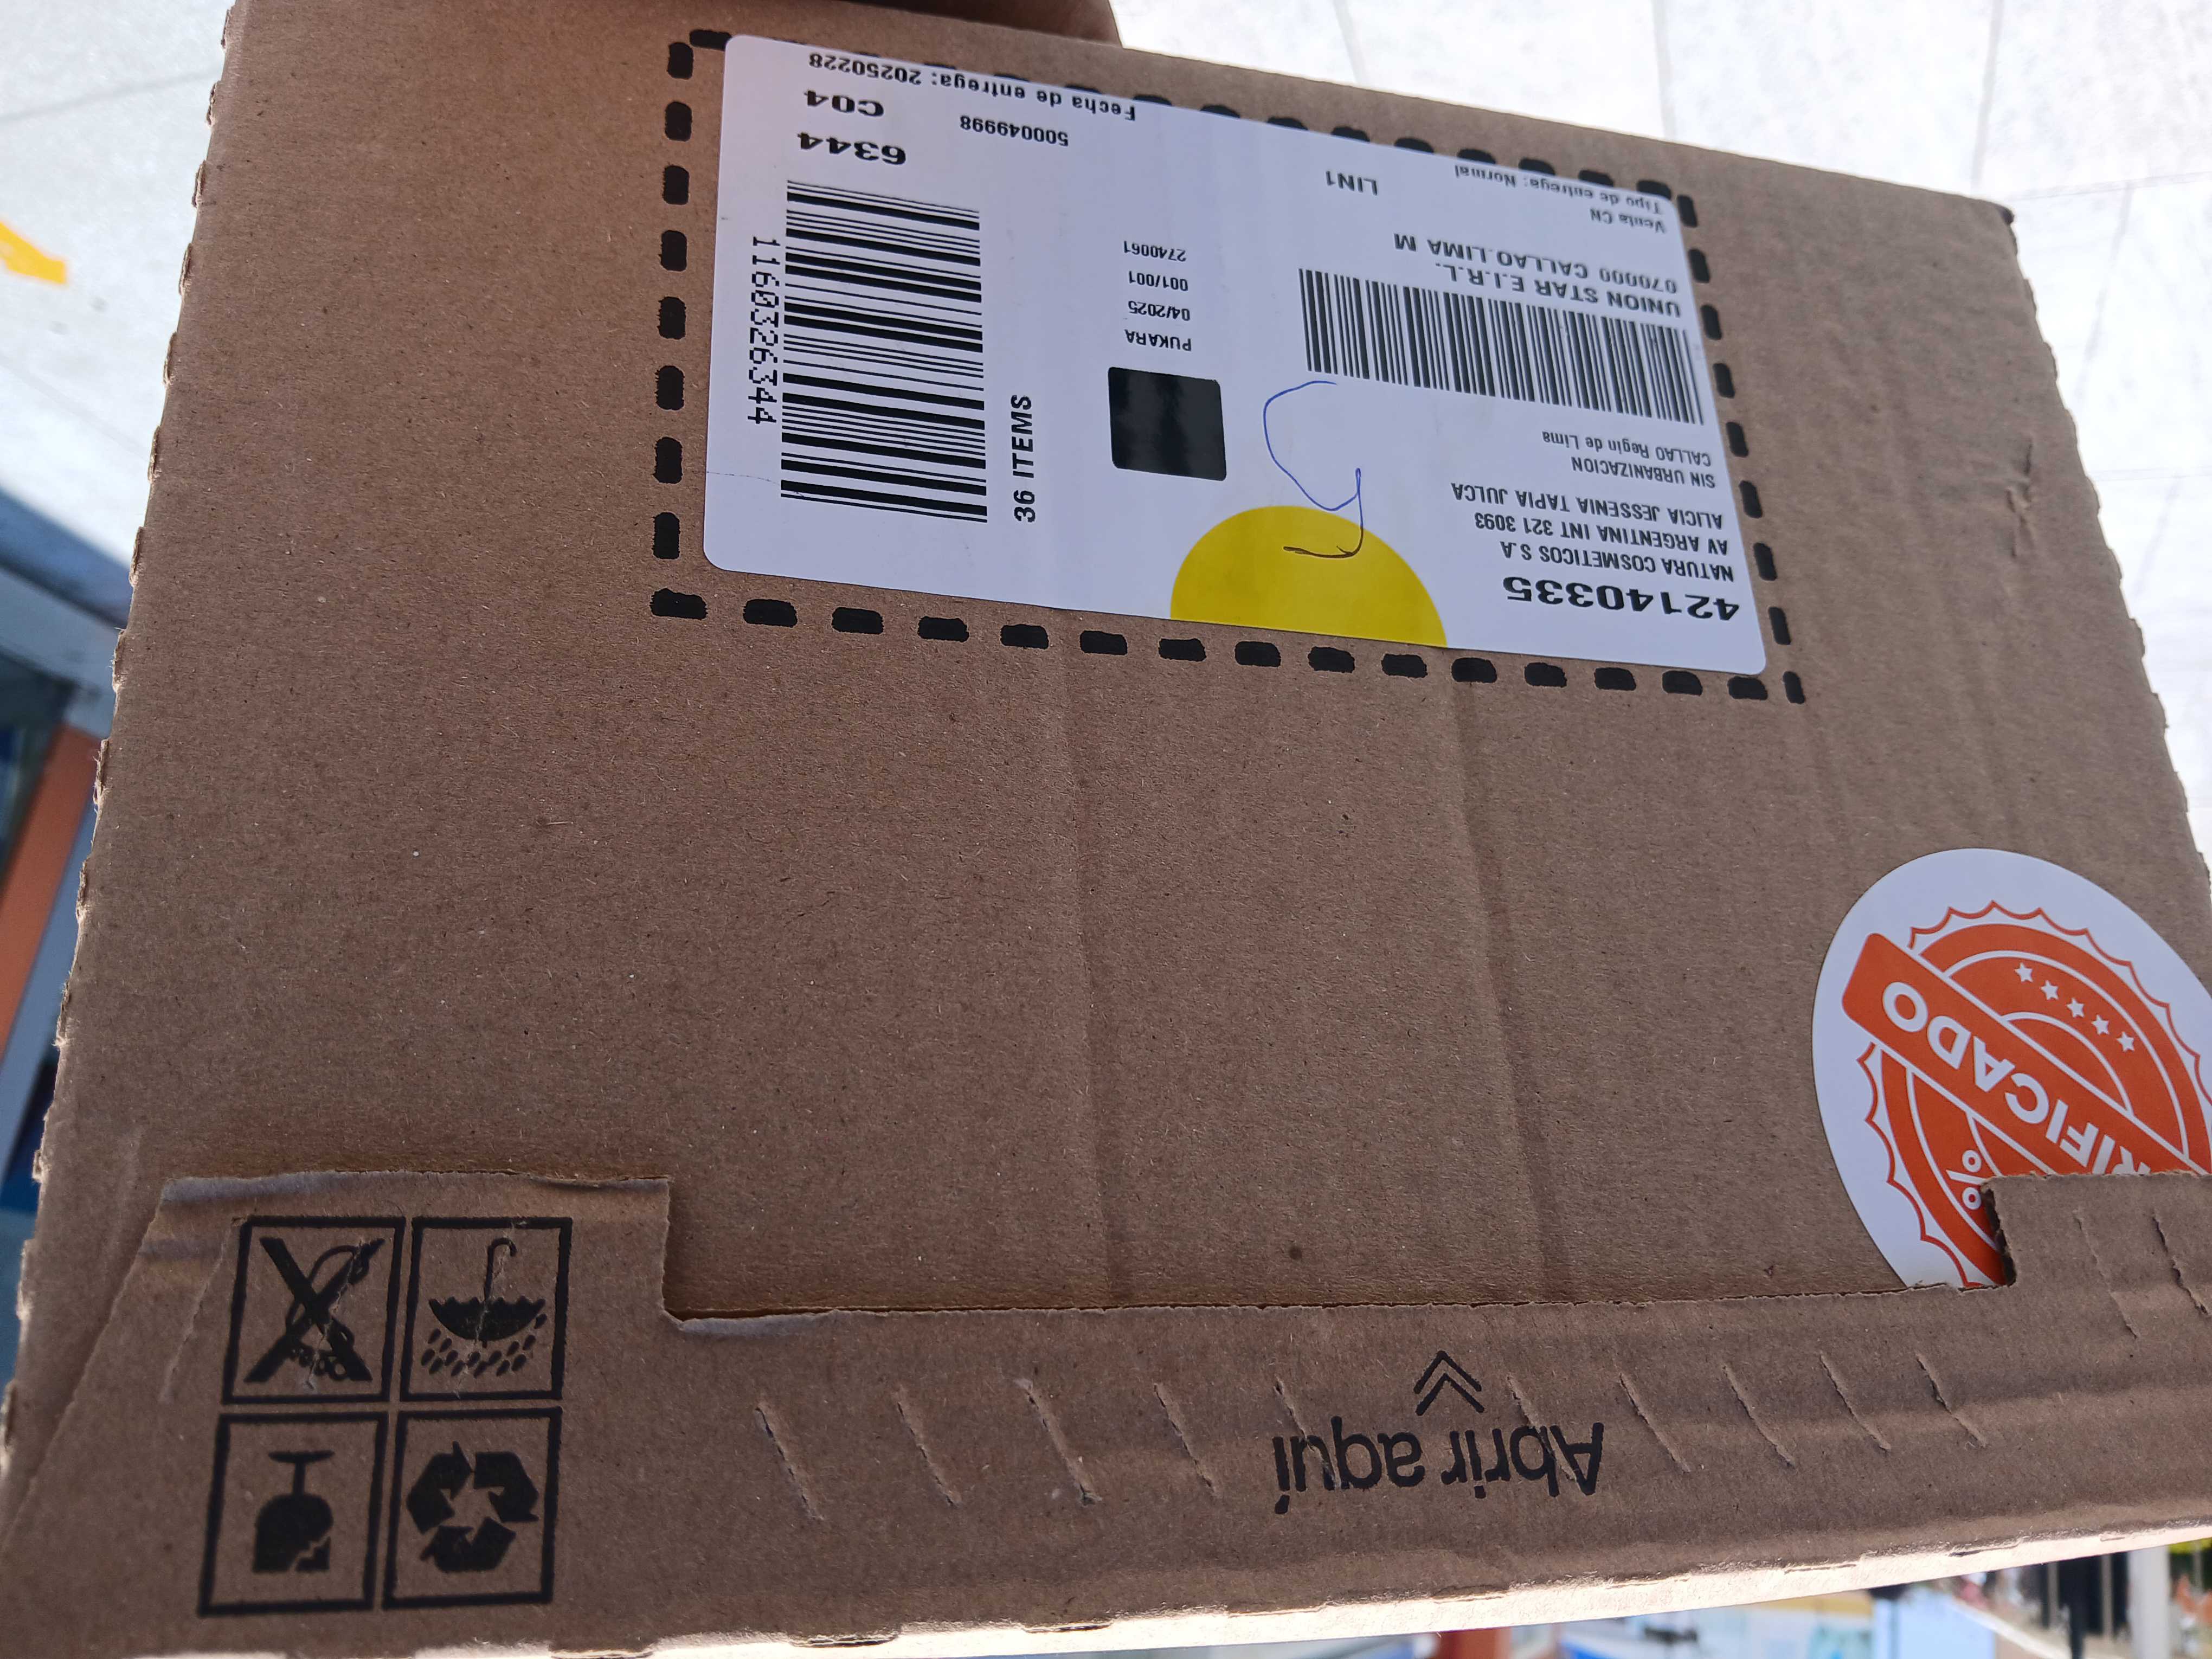 42140335
NATURA COSMETICOS S.A
AV ARGENTINA INT 321 3093
ALICIA JESSENIA TAPIA JULCA
SIN URBANIZACION
CALLAO Regin de Lima
UNION STAR E.I.R.L.
070000 CALLAO.LIMA M
Venta CN
Tipo de entrega: Normal
LIN1
PUKARA
04/2025
001/001
2740061
36 ITEMS
1160326344
6344
C04
500049998
Fecha de entrega: 20250228
RIFICADO
Abrir aquí